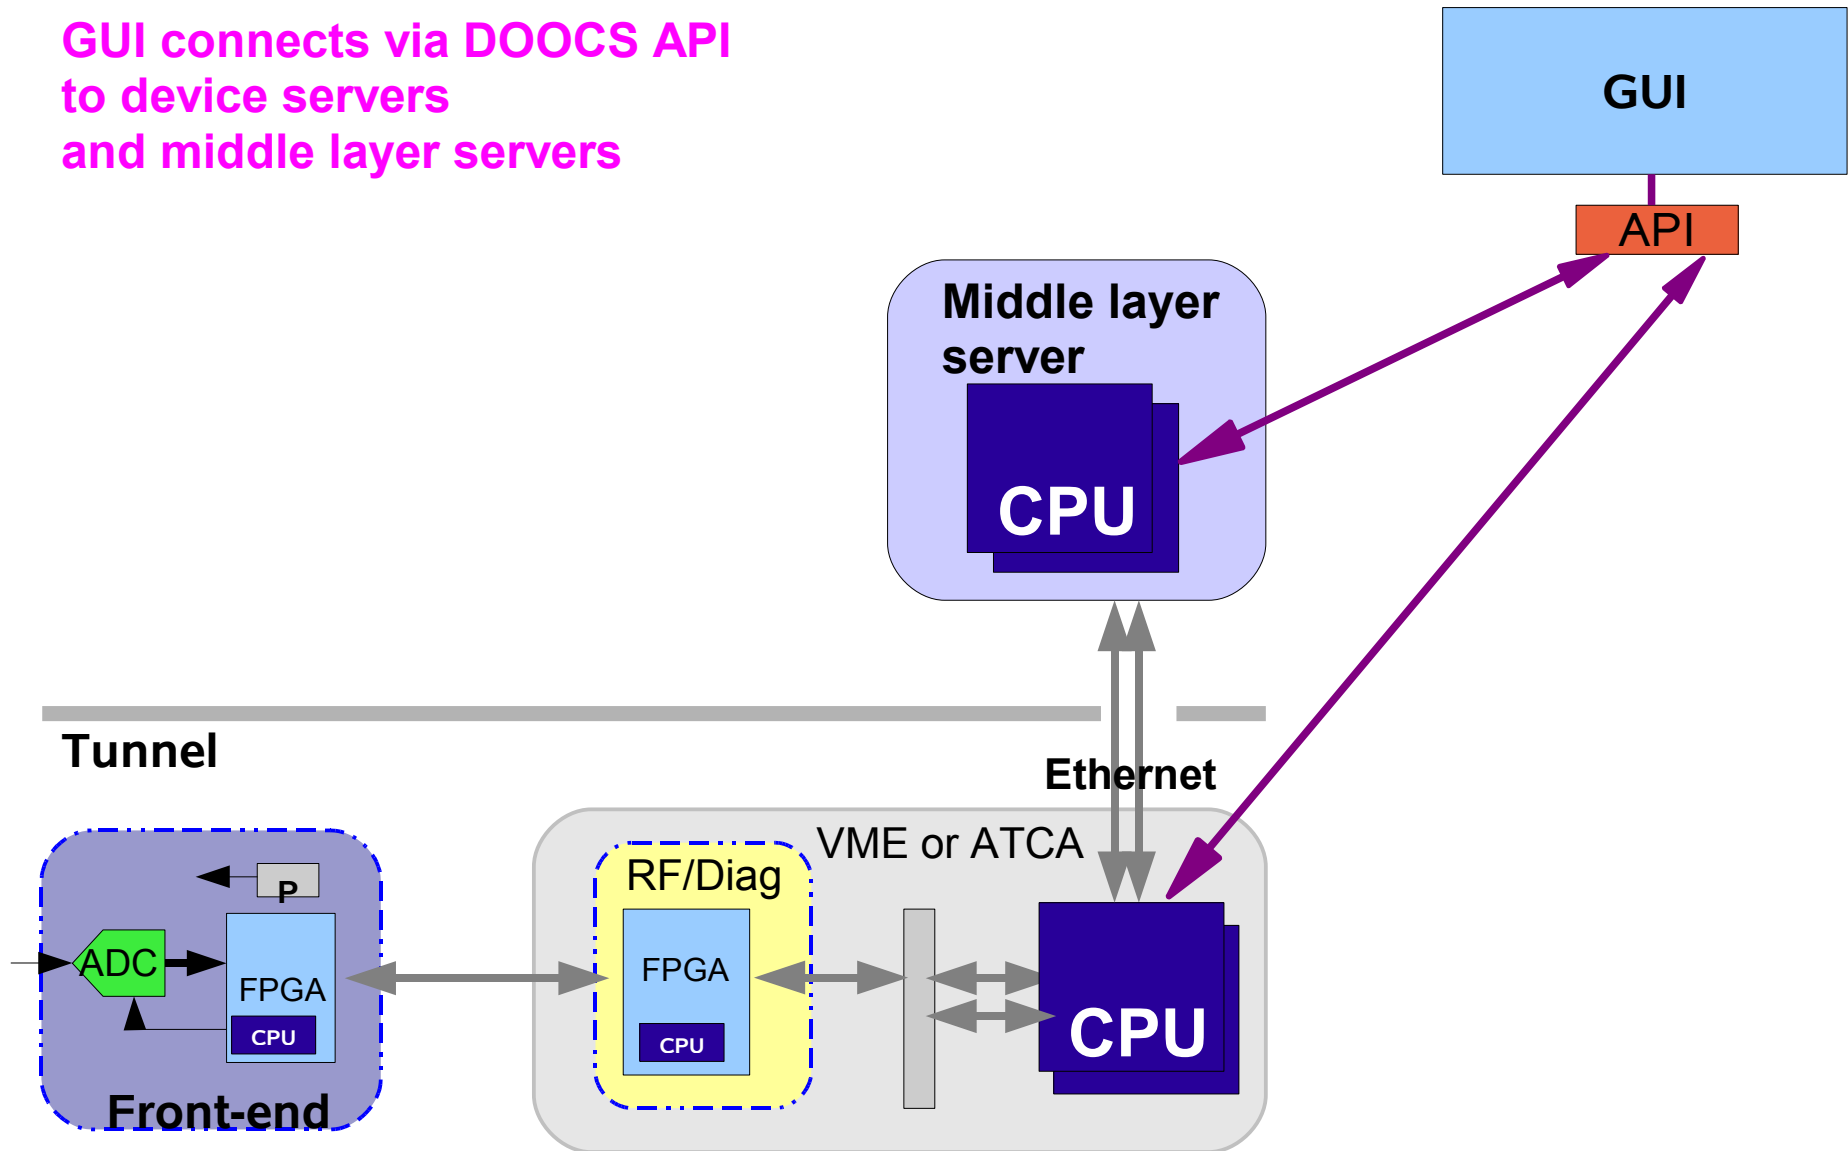 GUI connects via DOOCS API
to device servers
and middle layer servers
GUI
API
Middle layer
server
CPU
Tunnel
Ethernet
VME or ATCA
RF/Diag
P
ADC
FPGA
CPU
FPGA
CPU
CPU
Front-end